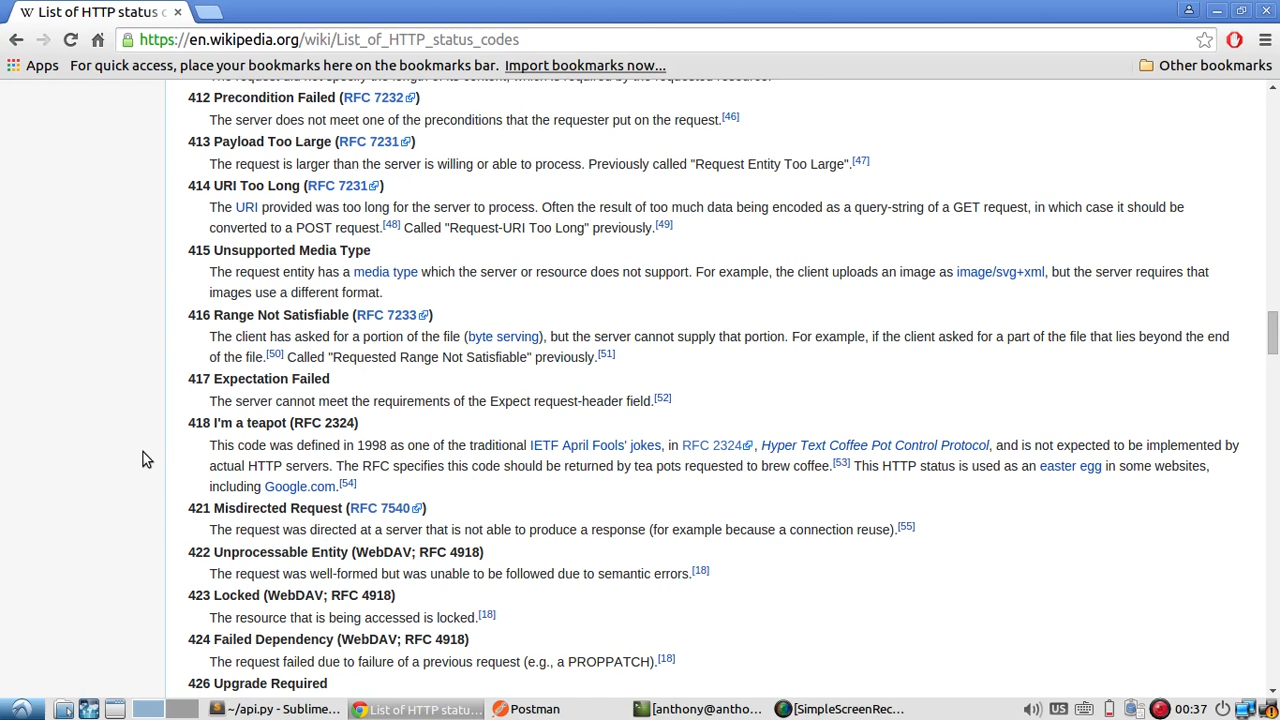 List of HTTP status c
https://en.wikipedia.org/wiki/List_of_HTTP_status_codes
Apps For quick access, place your bookmarks here on the bookmarks bar. Import bookmarks now... Other bookmarks
412 Precondition Failed (RFC 7232)
The server does not meet one of the preconditions that the requester put on the request.[46]
413 Payload Too Large (RFC 7231)
The request is larger than the server is willing or able to process. Previously called "Request Entity Too Large".[47]
414 URI Too Long (RFC 7231)
The URI provided was too long for the server to process. Often the result of too much data being encoded as a query-string of a GET request, in which case it should be
converted to a POST request.[48] Called "Request-URI Too Long" previously.[49]
415 Unsupported Media Type
The request entity has a media type which the server or resource does not support. For example, the client uploads an image as image/svg+xml, but the server requires that
images use a different format.
416 Range Not Satisfiable (RFC 7233)
The client has asked for a portion of the file (byte serving), but the server cannot supply that portion. For example, if the client asked for a part of the file that lies beyond the end
of the file.[50] Called "Requested Range Not Satisfiable" previously.[51]
417 Expectation Failed
The server cannot meet the requirements of the Expect request-header field.[52]
418 I'm a teapot (RFC 2324)
This code was defined in 1998 as one of the traditional IETF April Fools' jokes, in RFC 2324, Hyper Text Coffee Pot Control Protocol, and is not expected to be implemented by
actual HTTP servers. The RFC specifies this code should be returned by tea pots requested to brew coffee.[53] This HTTP status is used as an easter egg in some websites,
including Google.com.[54]
421 Misdirected Request (RFC 7540)
The request was directed at a server that is not able to produce a response (for example because a connection reuse).[55]
422 Unprocessable Entity (WebDAV; RFC 4918)
The request was well-formed but was unable to be followed due to semantic errors.[18]
423 Locked (WebDAV; RFC 4918)
The resource that is being accessed is locked.[18]
424 Failed Dependency (WebDAV; RFC 4918)
The request failed due to failure of a previous request (e.g., a PROPPATCH).[18]
426 Upgrade Required
~/api.py - Sublime... List of HTTP statu... Postman [anthony@antho... [SimpleScreenRec... US 00:37